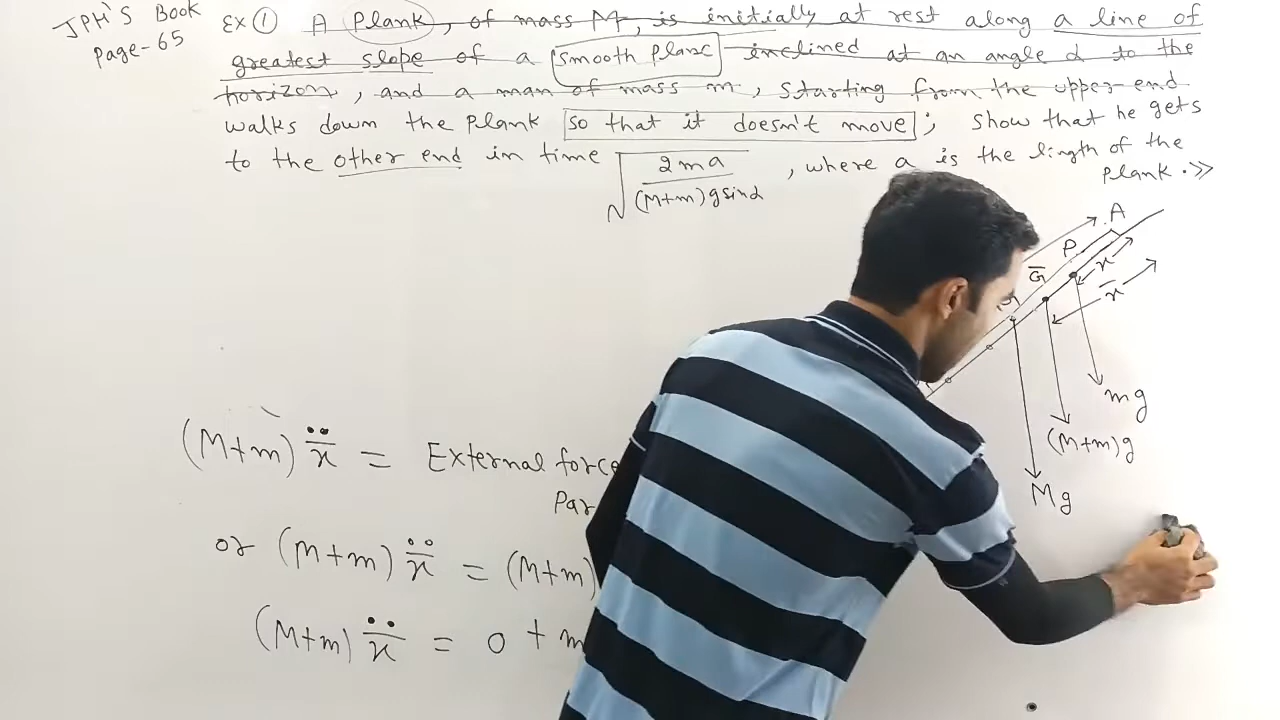 JPH'S Book
Page-65
Ex ① A Plank, of mass M, is initially at rest along a line of
greatest slope of a smooth plane inclined at an angle α to the
horizon, and a man of mass m, starting from the upper end
walks down the plank so that it doesn't move; show that he gets
to the other end in time √(2ma/(M+m)gsinα), where a is the length of the
plank.>>
A
P
x
G̅
x̅
mg
(M+m)g
Mg
(M+m) x̅̈ = External force
Par
or (M+m) x̅̈ = (M+m)
(M+m) x̅̈ = 0 + m